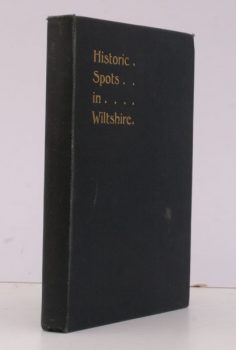 Historic .
Spots . .
in . . . .
Wiltshire.